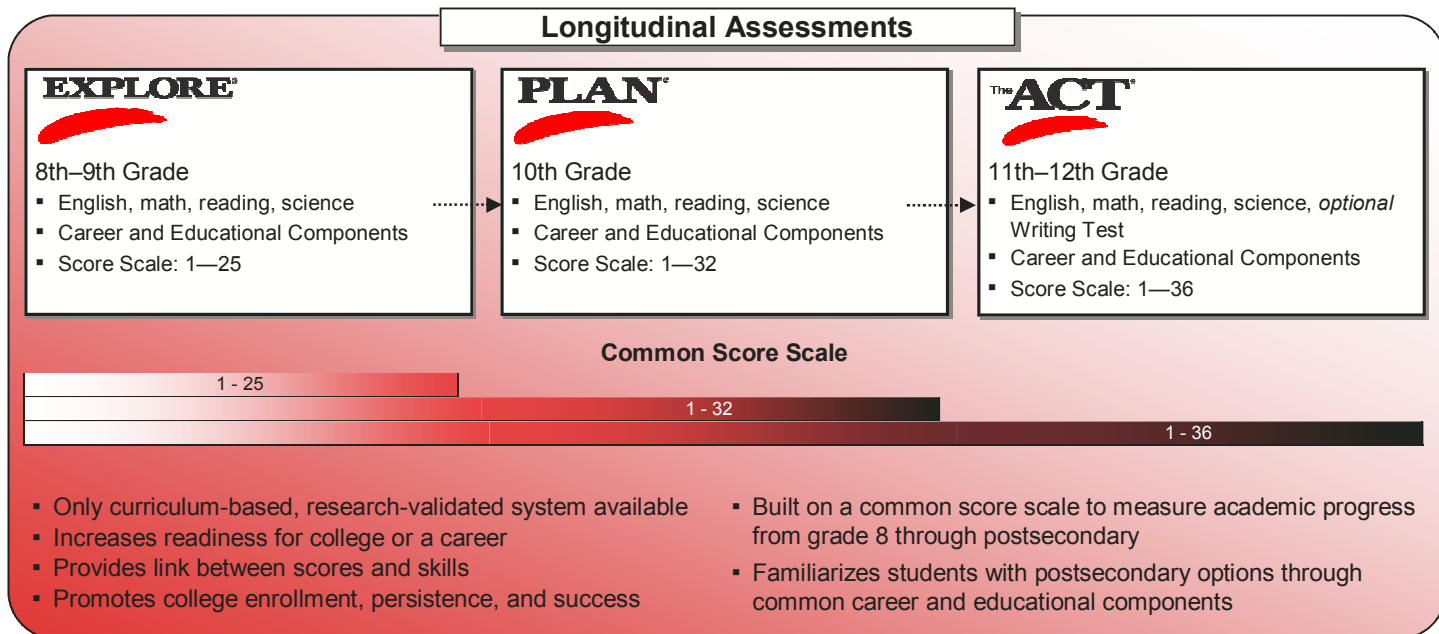 Longitudinal Assessments
EXPLORE®
8th–9th Grade
▪ English, math, reading, science
▪ Career and Educational Components
▪ Score Scale: 1—25
PLAN®
10th Grade
▪ English, math, reading, science
▪ Career and Educational Components
▪ Score Scale: 1—32
The ACT®
11th–12th Grade
▪ English, math, reading, science, optional
Writing Test
▪ Career and Educational Components
▪ Score Scale: 1—36
Common Score Scale
1 - 25
1 - 32
1 - 36
▪ Only curriculum-based, research-validated system available
▪ Increases readiness for college or a career
▪ Provides link between scores and skills
▪ Promotes college enrollment, persistence, and success
▪ Built on a common score scale to measure academic progress
from grade 8 through postsecondary
▪ Familiarizes students with postsecondary options through
common career and educational components